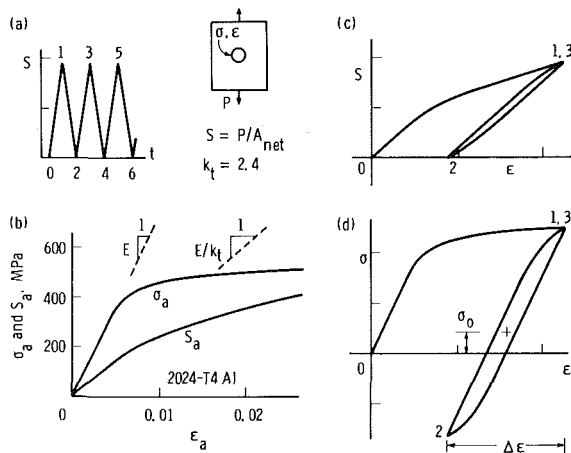 (a)
1 3 5
S
0 2 4 6 t
σ, ε
P
S = P/A_net
k_t = 2.4
(b)
σ_a and S_a, MPa
600
400
200
0
1
E
1
E/k_t
σ_a
S_a
2024-T4 Al
0.01 0.02
ε_a
(c)
1, 3
S
0 2 ε
(d)
1, 3
σ
σ_o
+
0 ε
2
Δε